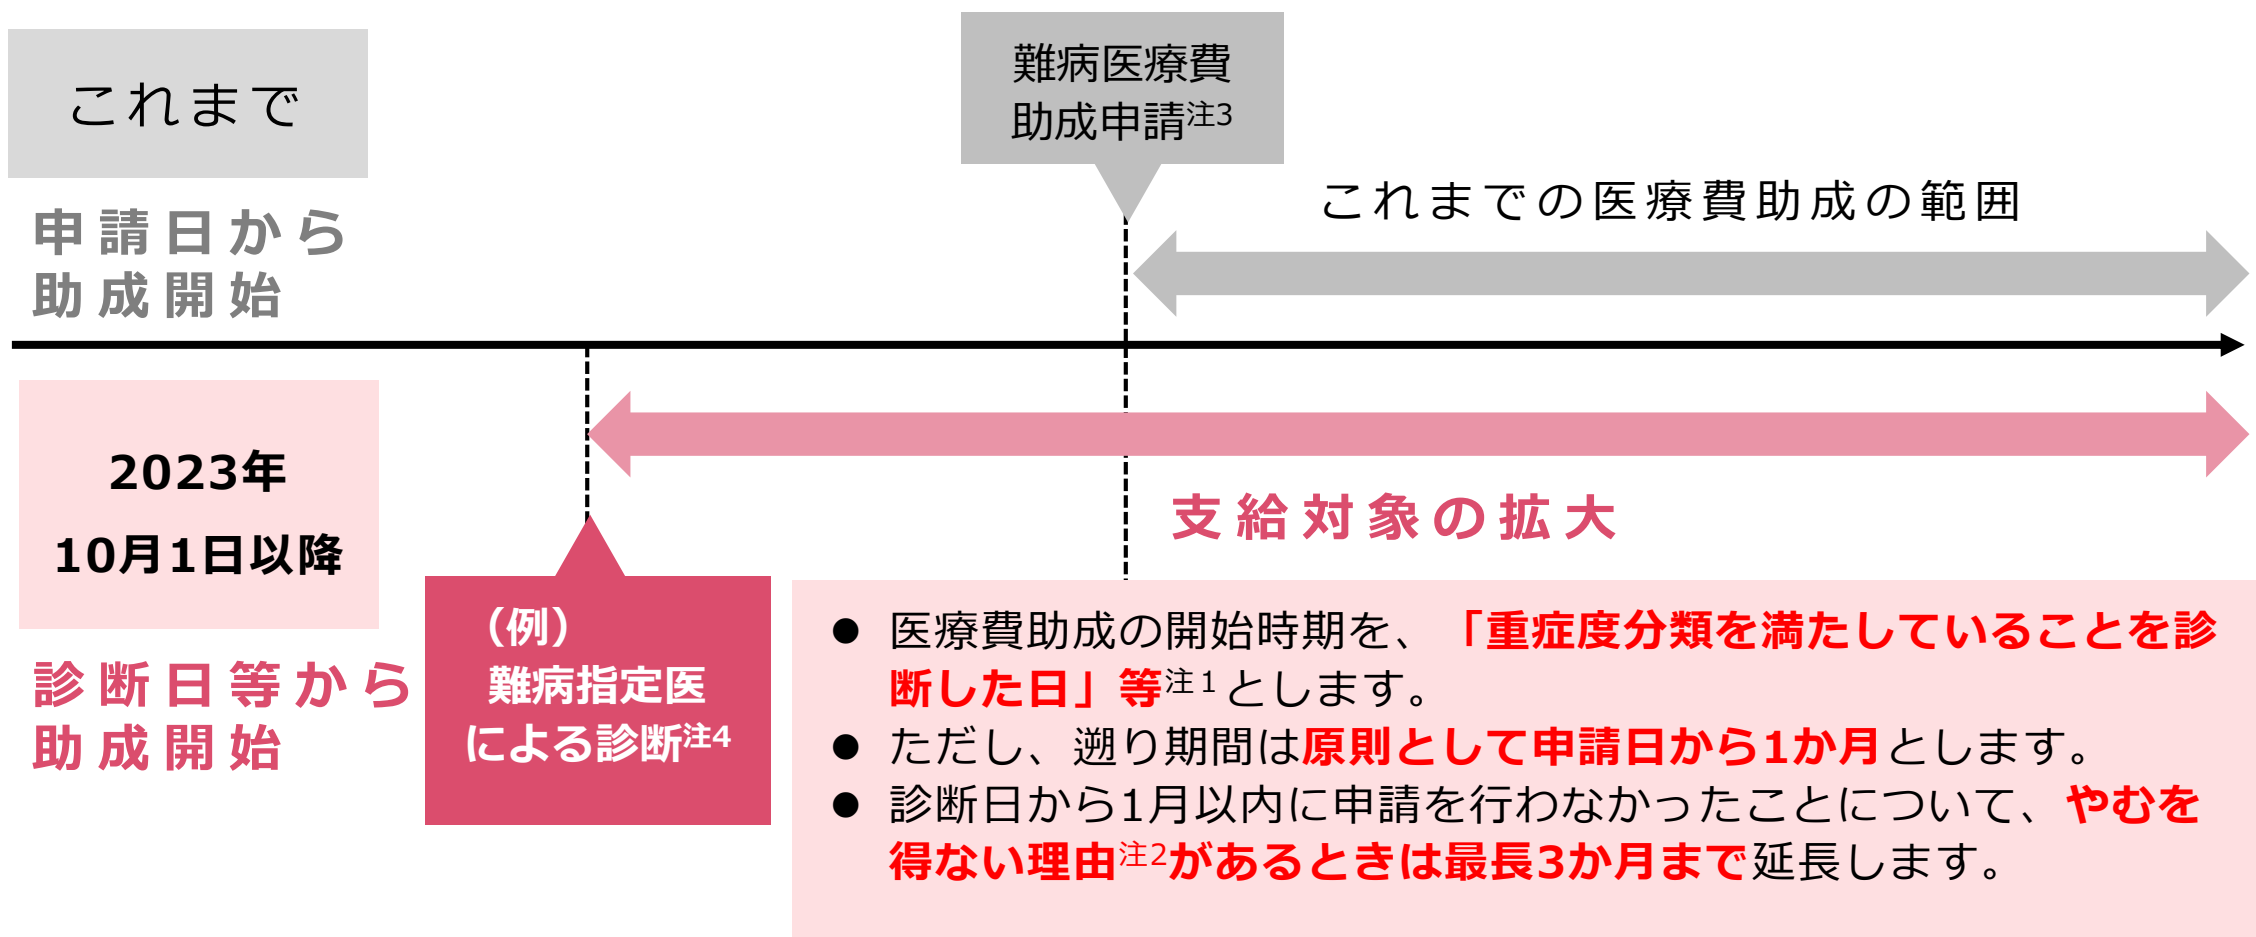 これまで
難病医療費
助成申請注3
申請日から
助成開始
これまでの医療費助成の範囲
2023年
10月1日以降
診断日等から
助成開始
（例）
難病指定医
による診断注4
支給対象の拡大
● 医療費助成の開始時期を、「重症度分類を満たしていることを診
断した日」等注１とします。
● ただし、遡り期間は原則として申請日から1か月とします。
● 診断日から1月以内に申請を行わなかったことについて、やむを
得ない理由注2があるときは最長3か月まで延長します。